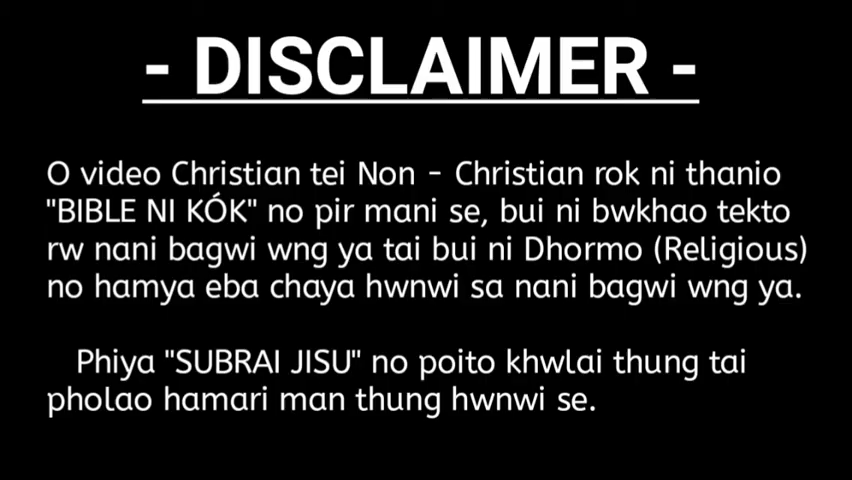 - DISCLAIMER -
O video Christian tei Non - Christian rok ni thanio
"BIBLE NI KÓK" no pir mani se, bui ni bwkhao tekto
rw nani bagwi wng ya tai bui ni Dhormo (Religious)
no hamya eba chaya hwnwi sa nani bagwi wng ya.
Phiya "SUBRAI JISU" no poito khwlai thung tai
pholao hamari man thung hwnwi se.